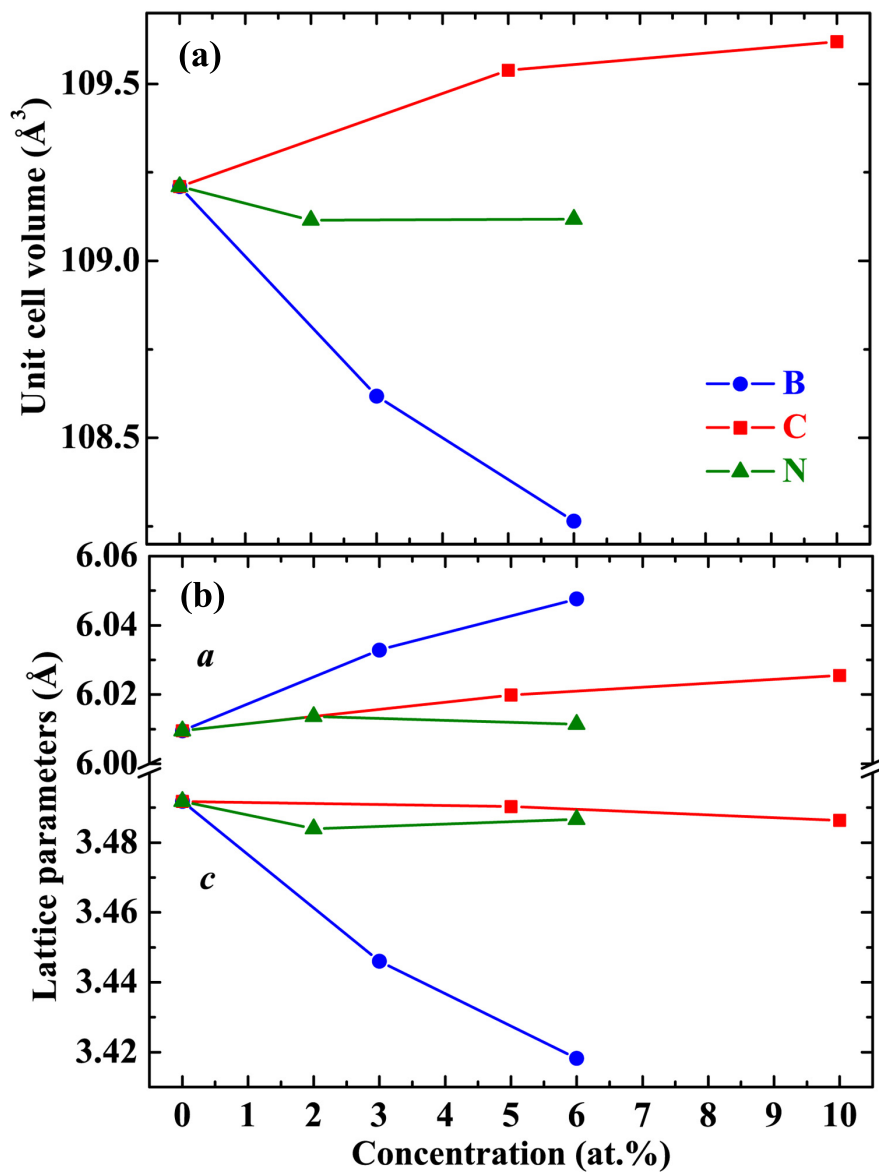 (a)
109.5
109.0
108.5
Unit cell volume (Å³)
B
C
N
(b)
6.06
6.04
6.02
6.00
3.48
3.46
3.44
3.42
a
c
Lattice parameters (Å)
0 1 2 3 4 5 6 7 8 9 10
Concentration (at.%)